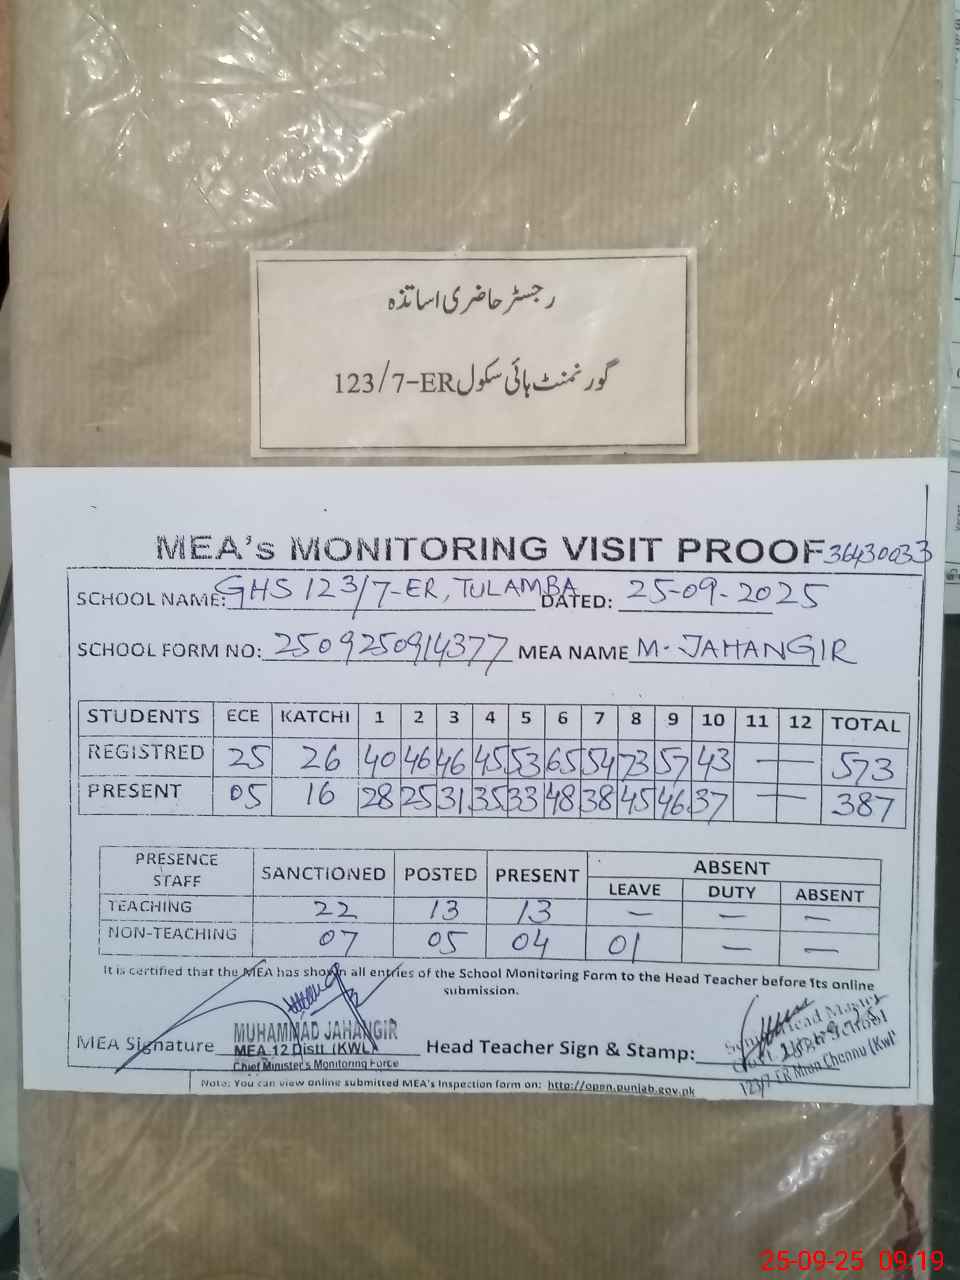 رجسٹر حاضری اساتذہ
گورنمنٹ ہائی سکول 123/7-ER
MEA's MONITORING VISIT PROOF 36430033
SCHOOL NAME: GHS 123/7-ER, TULAMBA DATED: 25-09-2025
SCHOOL FORM NO: 2509250914377 MEA NAME M. JAHANGIR
STUDENTS ECE KATCHI 1 2 3 4 5 6 7 8 9 10 11 12 TOTAL
REGISTRED 25 26 40 46 46 45 53 65 54 73 57 43 — 573
PRESENT 05 16 28 25 31 35 33 48 38 45 46 37 — 387
PRESENCE STAFF SANCTIONED POSTED PRESENT ABSENT
LEAVE DUTY ABSENT
TEACHING 22 13 13 — — —
NON-TEACHING 07 05 04 01 — —
It is certified that the MEA has shown all entries of the School Monitoring Form to the Head Teacher before its online
submission.
MEA Signature MUHAMMAD JAHANGIR
MEA 12 Distt (KWL)
Chief Minister's Monitoring Force
Head Teacher Sign & Stamp:
Head Master
123/7-ER Mian Channu (Kwl)
Note: You can view online submitted MEA's Inspection form on: http://open.punjab.gov.pk
25-09-25 09:19